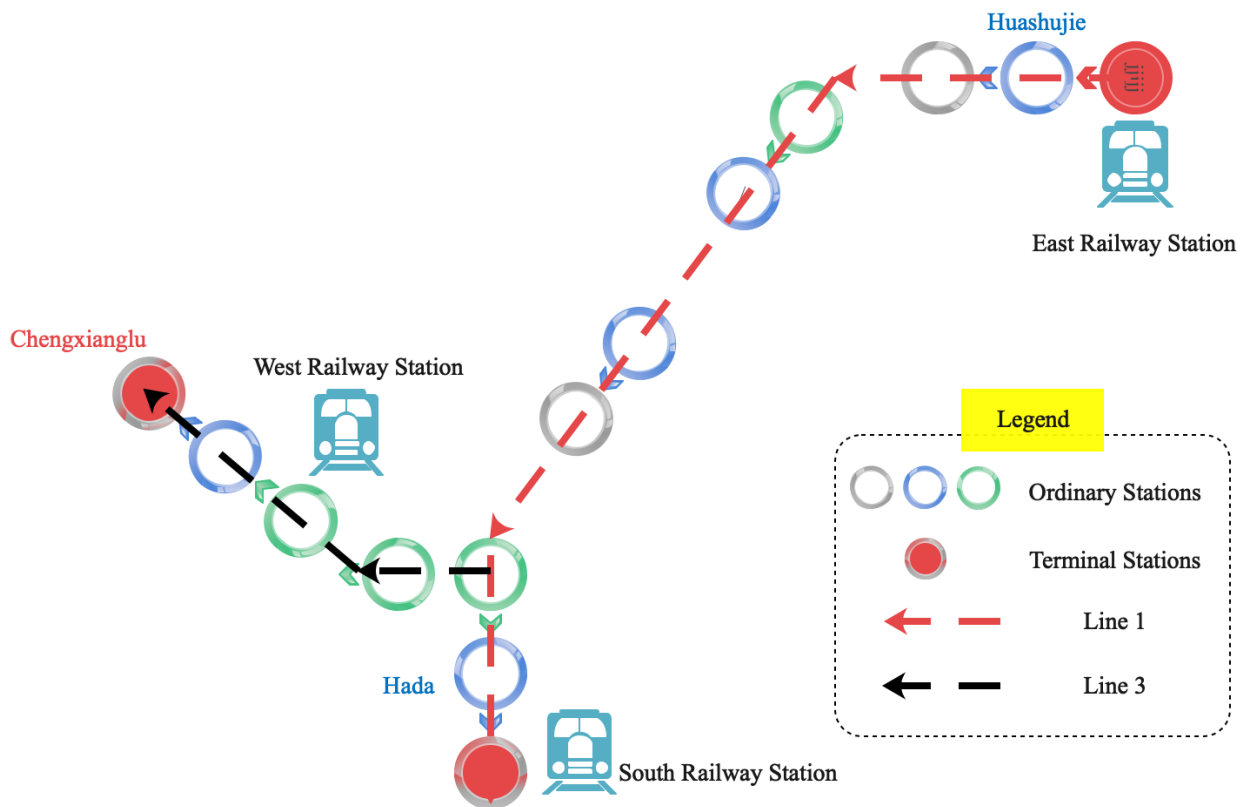 Huashujie
East Railway Station
Chengxianglu
West Railway Station
Legend
Ordinary Stations
Terminal Stations
Line 1
Hada
Line 3
South Railway Station